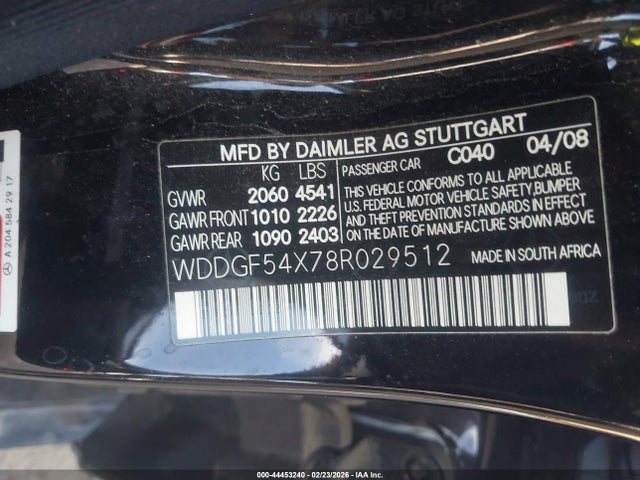 MFD BY DAIMLER AG STUTTGART
KG LBS PASSENGER CAR C040 04/08
GVWR 2060 4541
GAWR FRONT 1010 2226
GAWR REAR 1090 2403
THIS VEHICLE CONFORMS TO ALL APPLICABLE
U.S. FEDERAL MOTOR VEHICLE SAFETY, BUMPER
AND THEFT PREVENTION STANDARDS IN EFFECT
ON THE DATE OF MANUFACTURE SHOWN ABOVE.
WDDGF54X78R029512 MADE IN SOUTH AFRICA
A 204 584 29 17
000-44453240 - 02/23/2026 - IAA Inc.